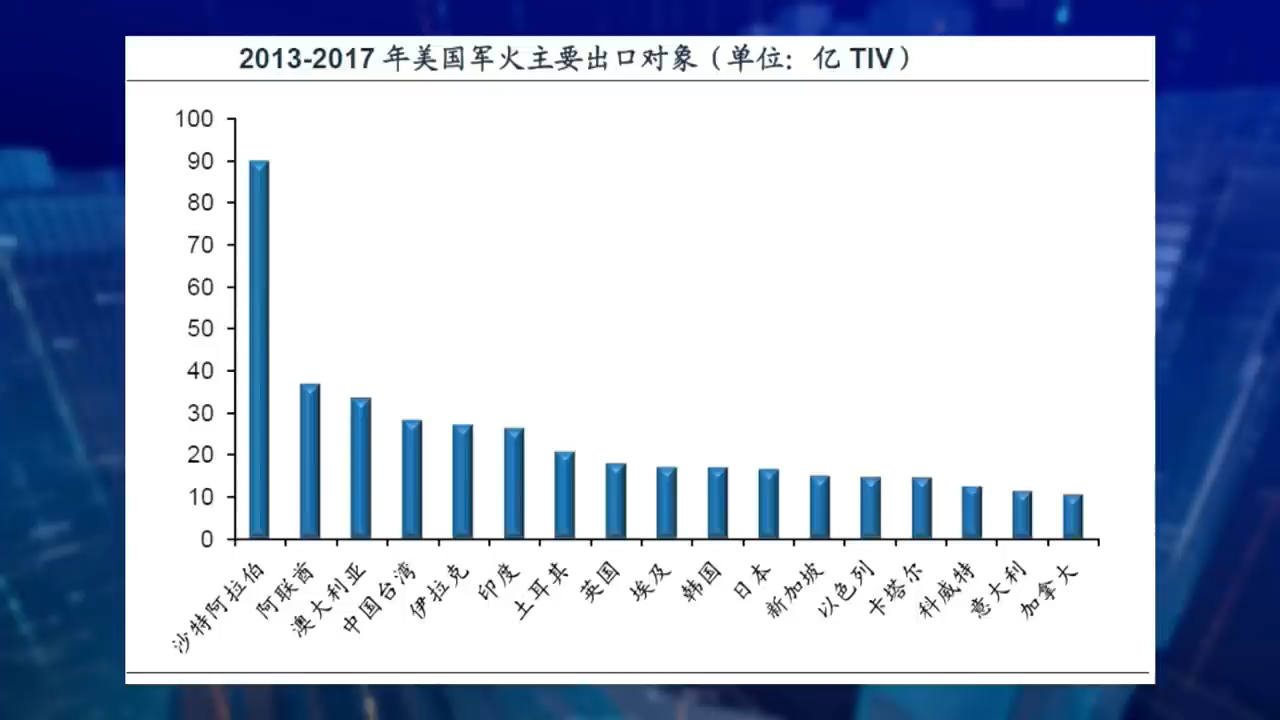 2013-2017 年美国军火主要出口对象（单位：亿 TIV）
100
90
80
70
60
50
40
30
20
10
0
沙特阿拉伯
阿联酋
澳大利亚
中国台湾
伊拉克
印度
土耳其
英国
埃及
韩国
日本
新加坡
以色列
卡塔尔
科威特
意大利
加拿大